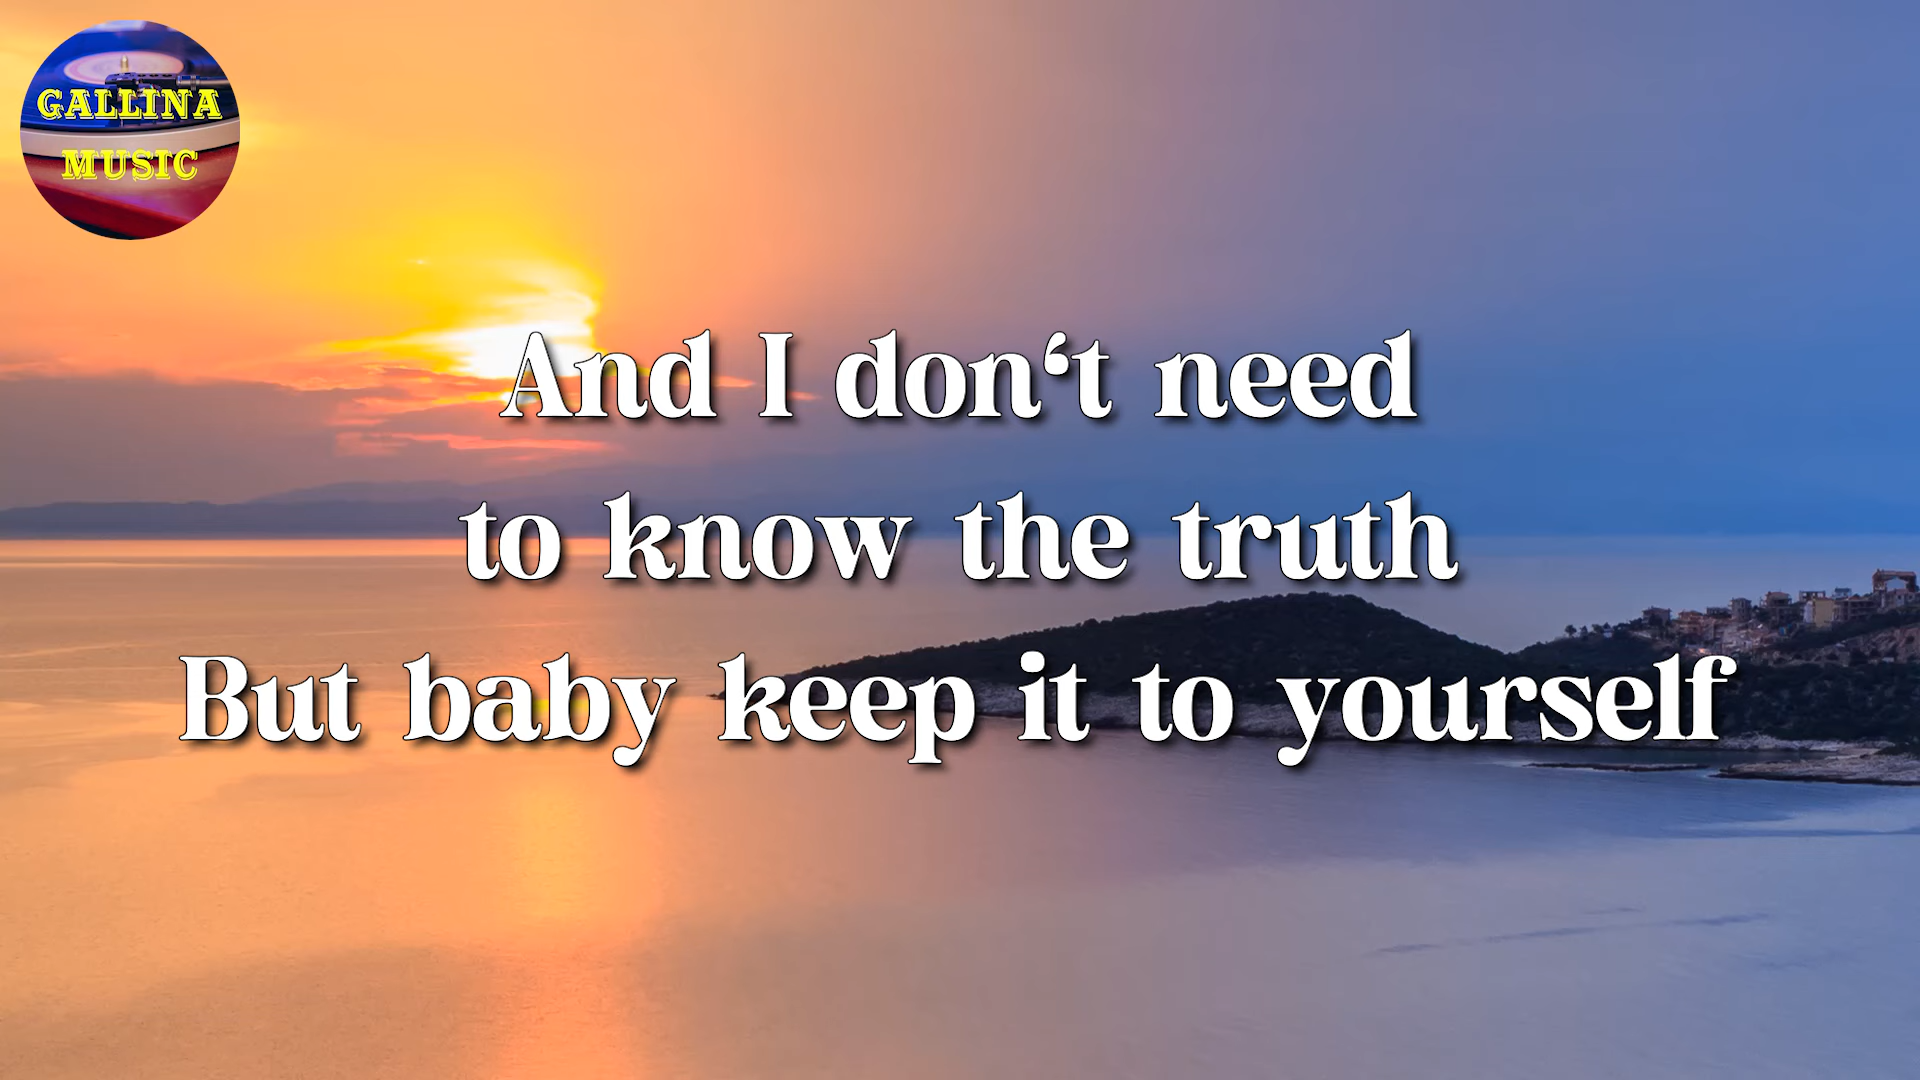 GALLINA
MUSIC
And I don‘t need
to know the truth
But baby keep it to yourself